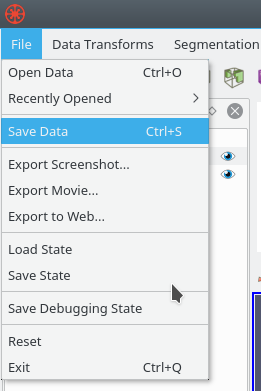 File Data Transforms Segmentation
Open Data Ctrl+O
Recently Opened
Save Data Ctrl+S
Export Screenshot...
Export Movie...
Export to Web...
Load State
Save State
Save Debugging State
Reset
Exit Ctrl+Q